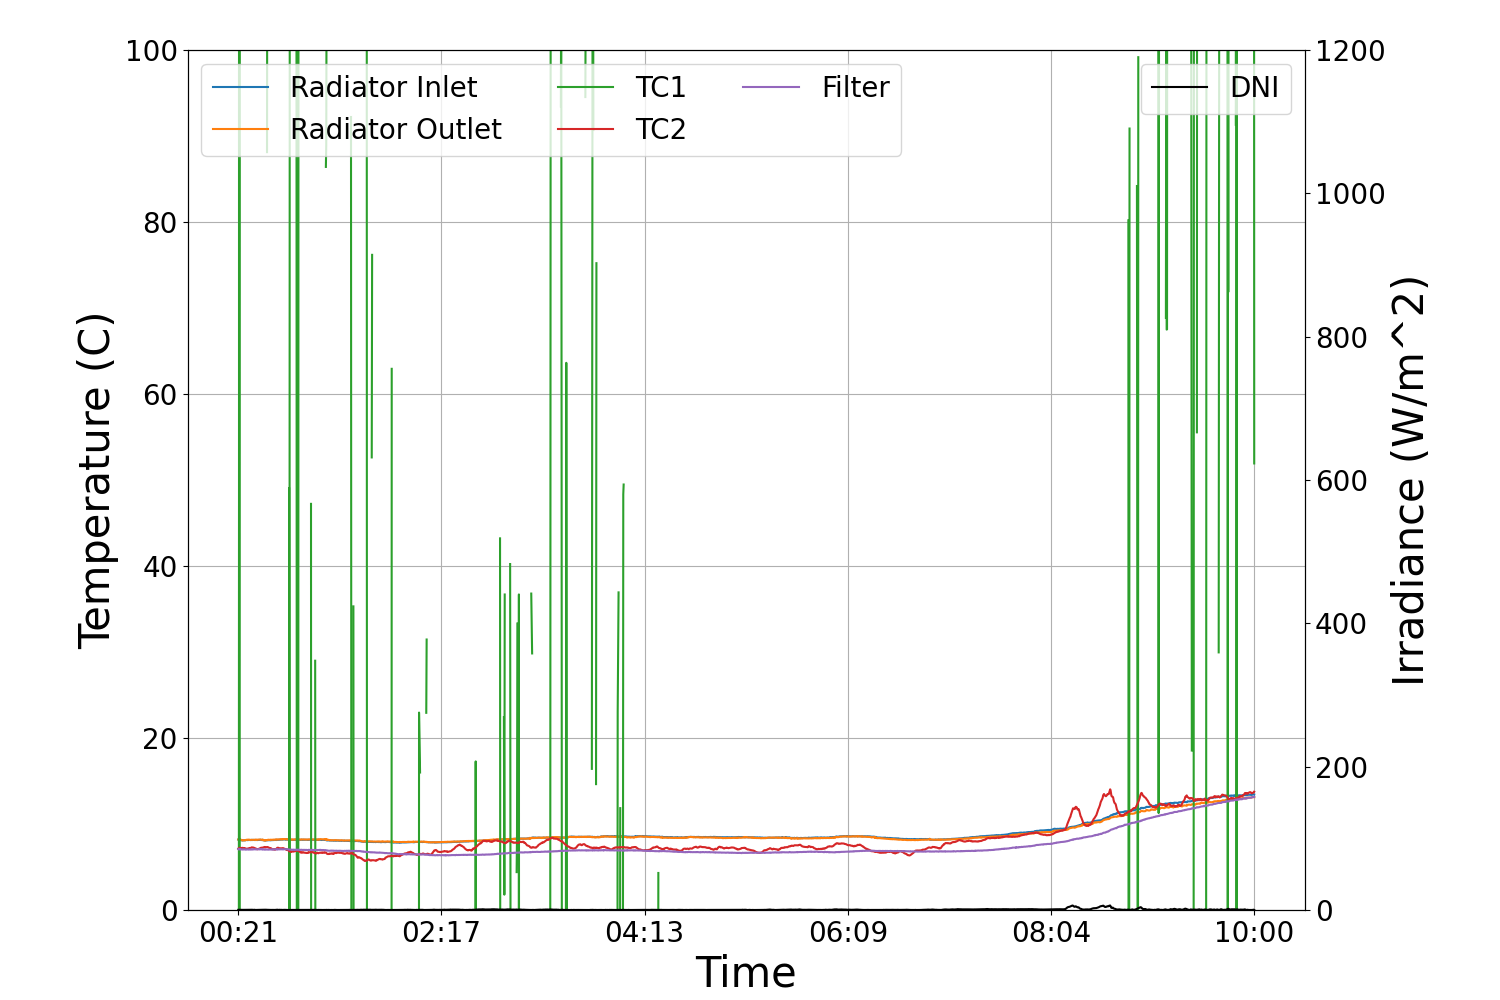 100
80
60
40
20
0
Temperature (C)
Radiator Inlet
Radiator Outlet
TC1
TC2
Filter
DNI
1200
1000
800
600
400
200
0
Irradiance (W/m^2)
00:21
02:17
04:13
06:09
08:04
10:00
Time